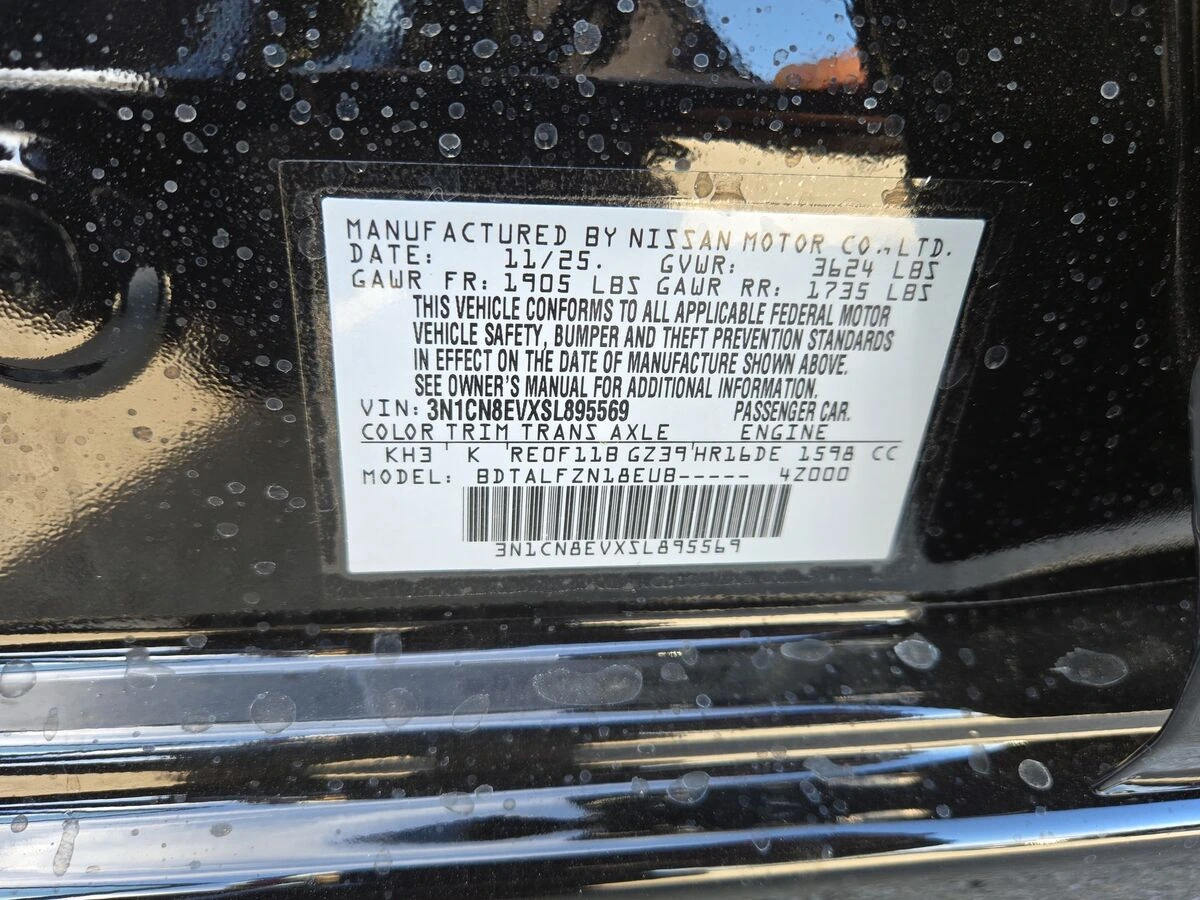 MANUFACTURED BY NISSAN MOTOR CO.,LTD.
DATE: 11/25. GVWR: 3624 LBS
GAWR FR: 1905 LBS GAWR RR: 1735 LBS
THIS VEHICLE CONFORMS TO ALL APPLICABLE FEDERAL MOTOR
VEHICLE SAFETY, BUMPER AND THEFT PREVENTION STANDARDS
IN EFFECT ON THE DATE OF MANUFACTURE SHOWN ABOVE.
SEE OWNER'S MANUAL FOR ADDITIONAL INFORMATION.
VIN: 3N1CN8EVXSL895569 PASSENGER CAR.
COLOR TRIM TRANS AXLE ENGINE
KH3 K RE0F11B GZ39 HR16DE 1598 CC
MODEL: BDTALFZN18EUB----- 4Z000
3N1CN8EVXSL895569